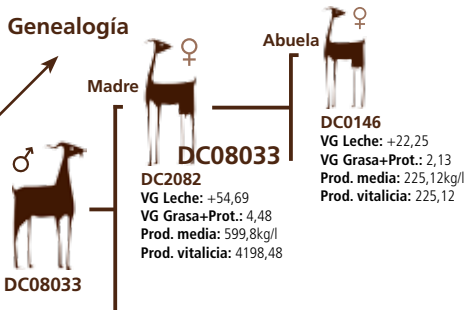 Genealogía
Abuela
♀
Madre
♀
DC0146
VG Leche: +22,25
VG Grasa+Prot.: 2,13
Prod. media: 225,12kg/l
Prod. vitalicia: 225,12
DC08033
DC2082
VG Leche: +54,69
VG Grasa+Prot.: 4,48
Prod. media: 599,8kg/l
Prod. vitalicia: 4198,48
♂
DC08033